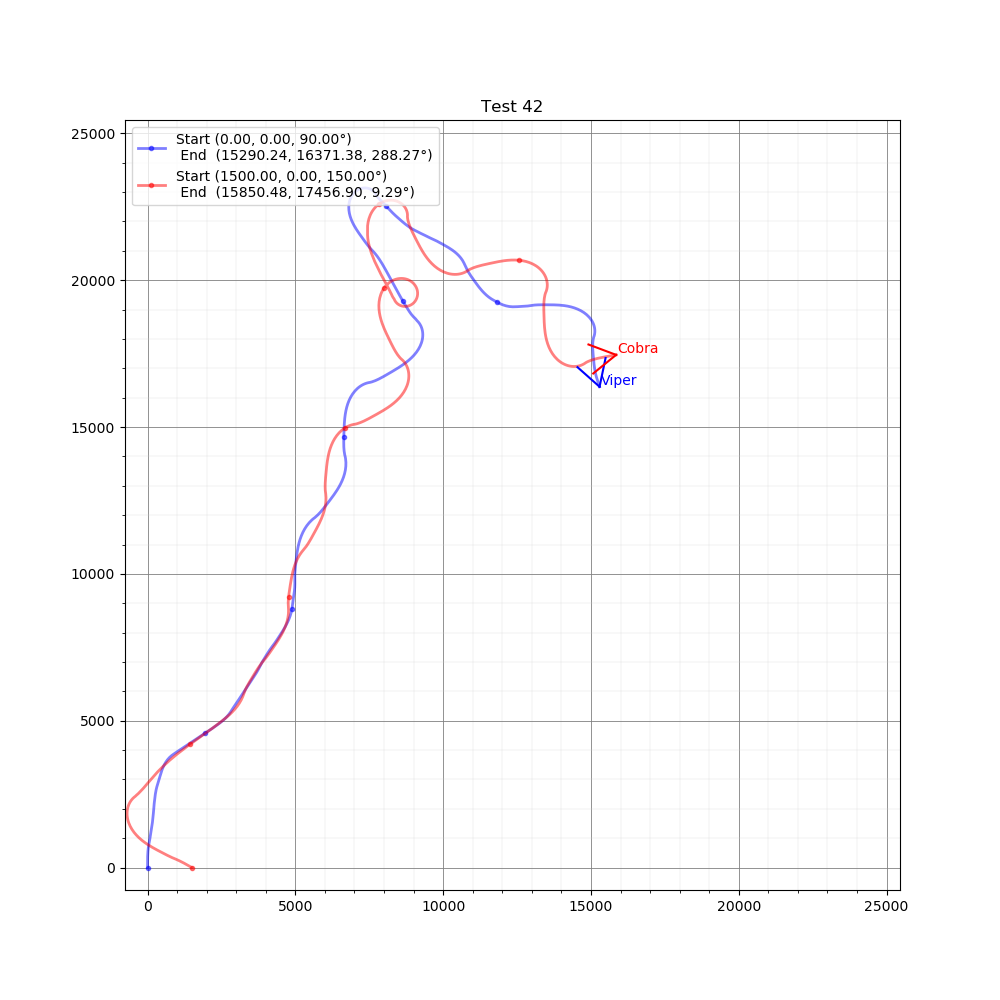 Test 42
Start (0.00, 0.00, 90.00°)
End (15290.24, 16371.38, 288.27°)
Start (1500.00, 0.00, 150.00°)
End (15850.48, 17456.90, 9.29°)
25000
20000
15000
10000
5000
0
Cobra
Viper
0 5000 10000 15000 20000 25000